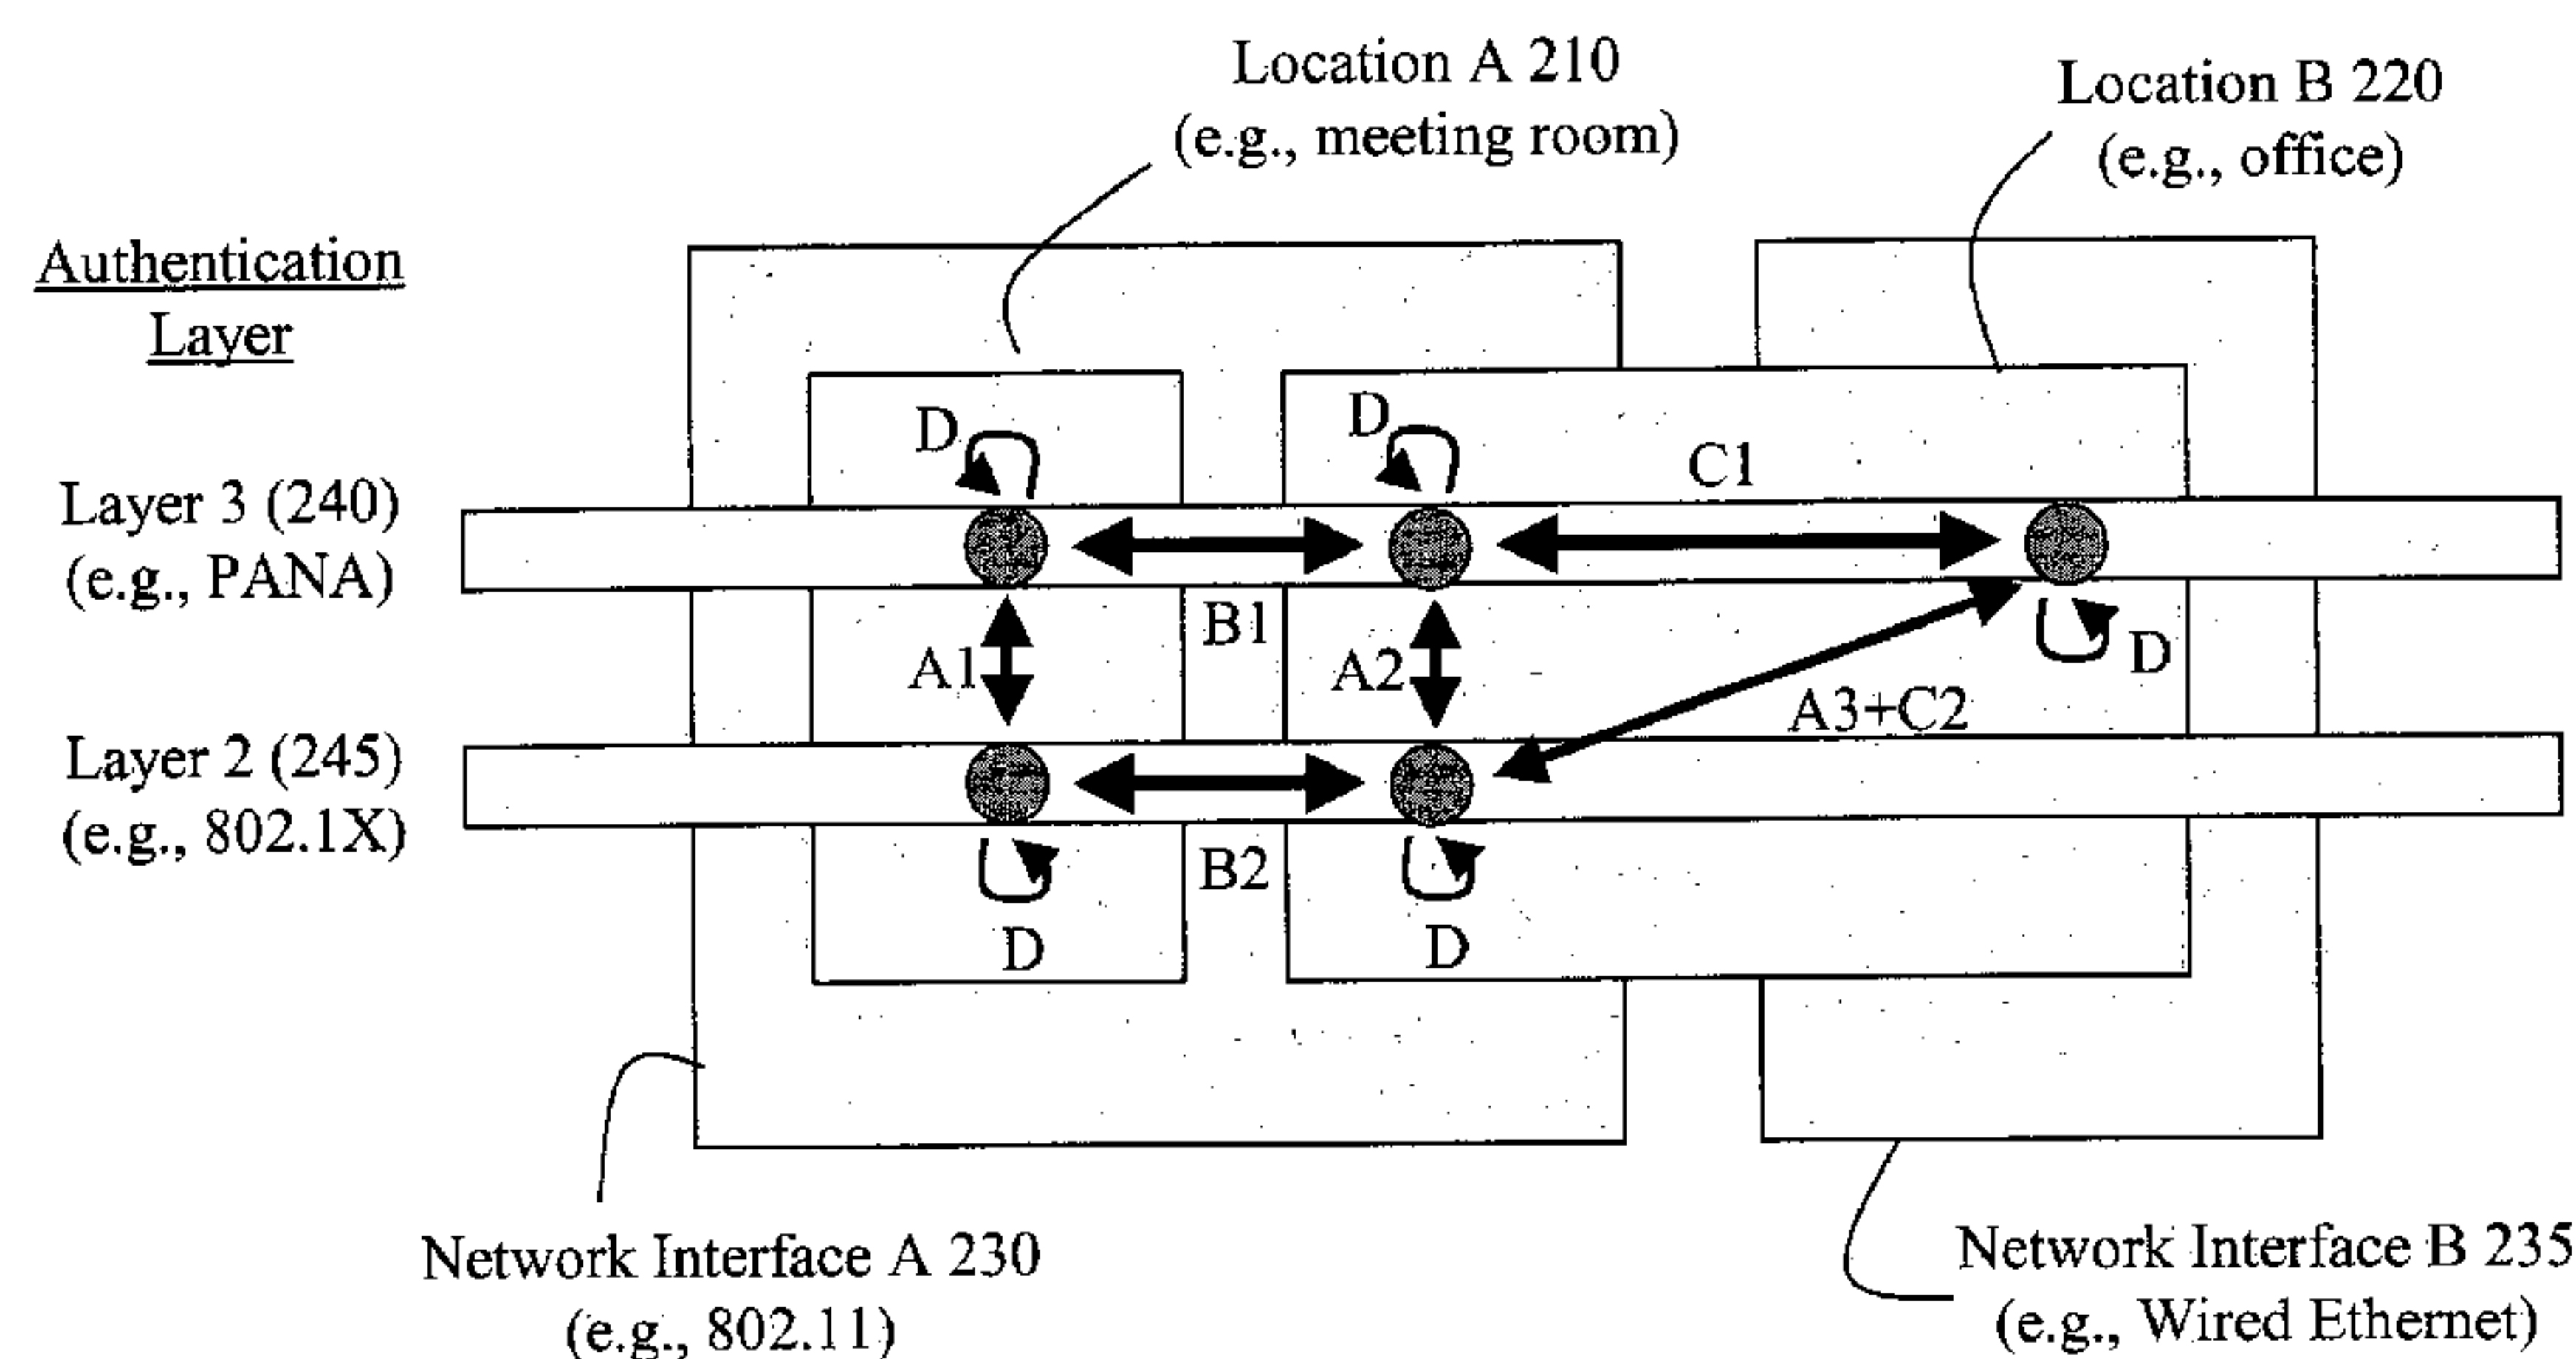 Location A 210
(e.g., meeting room)
Location B 220
(e.g., office)
Authentication
Layer
D
D
C1
Layer 3 (240)
(e.g., PANA)
B1
A1
A2
D
A3+C2
Layer 2 (245)
(e.g., 802.1X)
B2
D
D
Network Interface A 230
(e.g., 802.11)
Network Interface B 235
(e.g., Wired Ethernet)